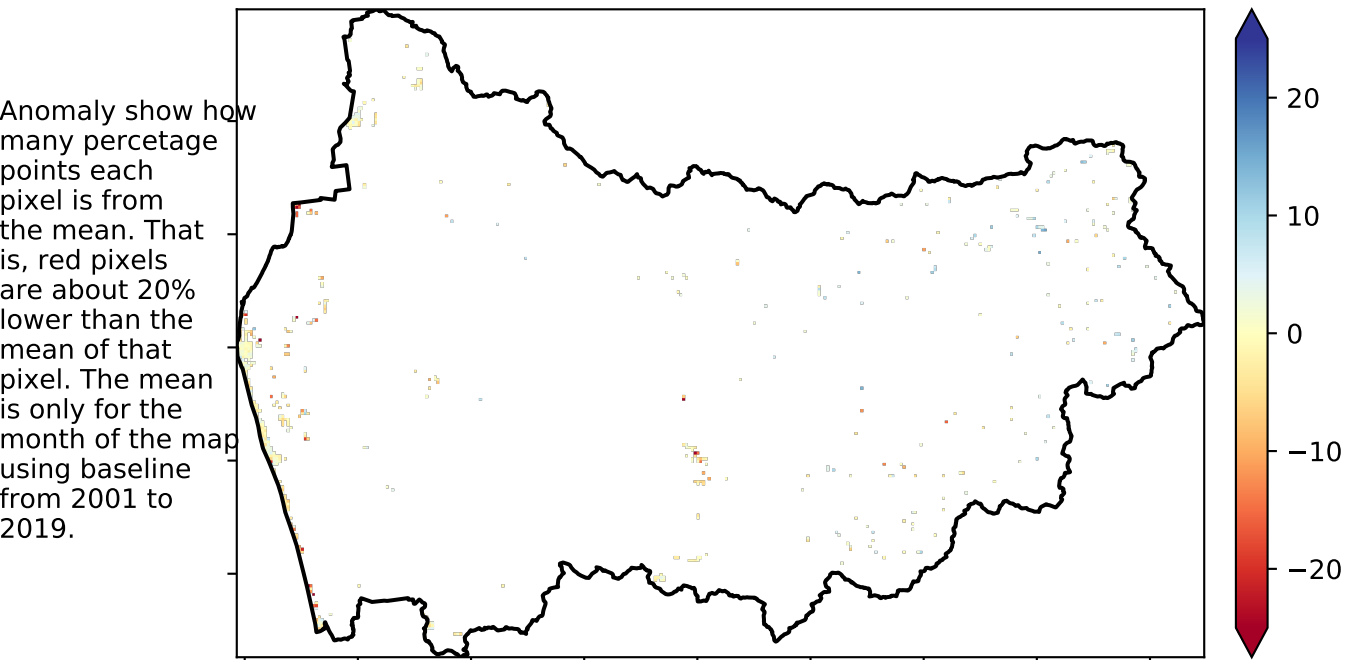 Anomaly show how
many percetage
points each
pixel is from
the mean. That
is, red pixels
are about 20%
lower than the
mean of that
pixel. The mean
is only for the
month of the map
using baseline
from 2001 to
2019.
20
10
0
−10
−20